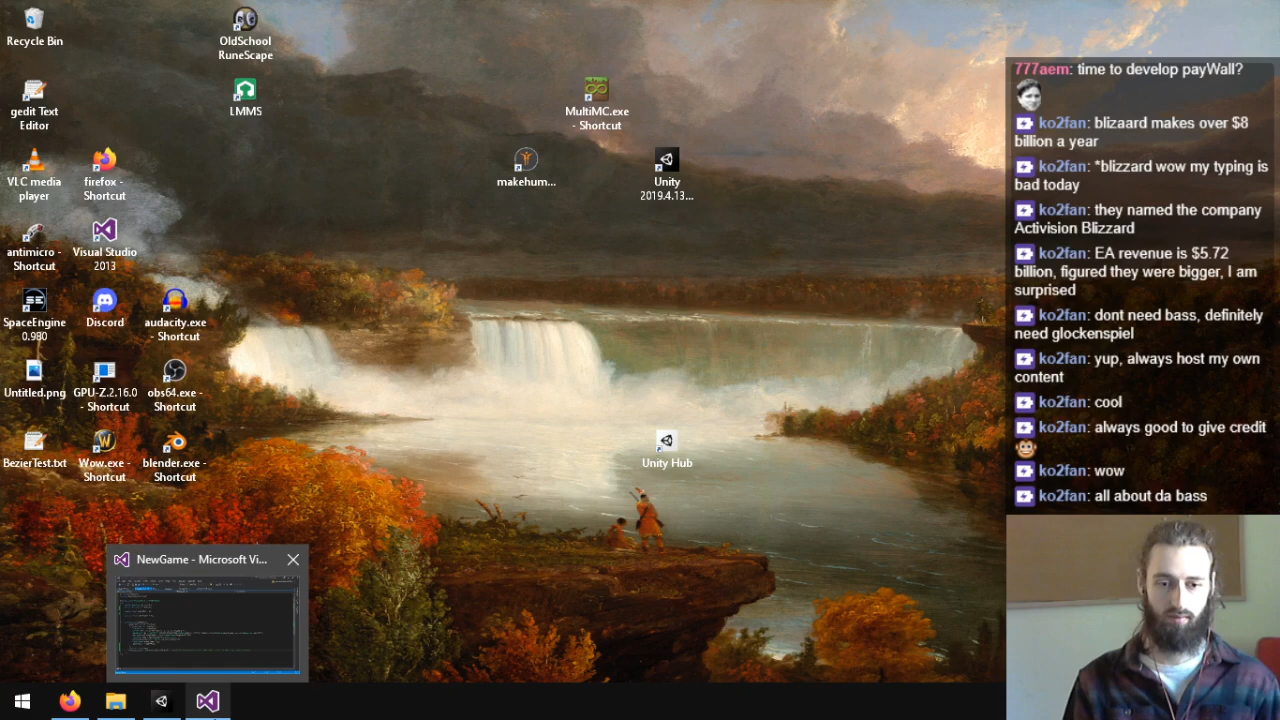 Recycle Bin
OldSchool
RuneScape
gedit Text
Editor
LMMS
MultiMC.exe
- Shortcut
VLC media
player
firefox -
Shortcut
makehum...
Unity
2019.4.13...
antimicro -
Shortcut
Visual Studio
2013
SpaceEngine
0.980
Discord
audacity.exe
- Shortcut
Untitled.png
GPU-Z.2.16.0
- Shortcut
obs64.exe -
Shortcut
BezierTest.txt
Wow.exe -
Shortcut
blender.exe -
Shortcut
Unity Hub
NewGame - Microsoft Vi...
777aem: time to develop payWall?
ko2fan: blizaard makes over $8
billion a year
ko2fan: *blizzard wow my typing is
bad today
ko2fan: they named the company
Activision Blizzard
ko2fan: EA revenue is $5.72
billion, figured they were bigger, I am
surprised
ko2fan: dont need bass, definitely
need glockenspiel
ko2fan: yup, always host my own
content
ko2fan: cool
ko2fan: always good to give credit
ko2fan: wow
ko2fan: all about da bass